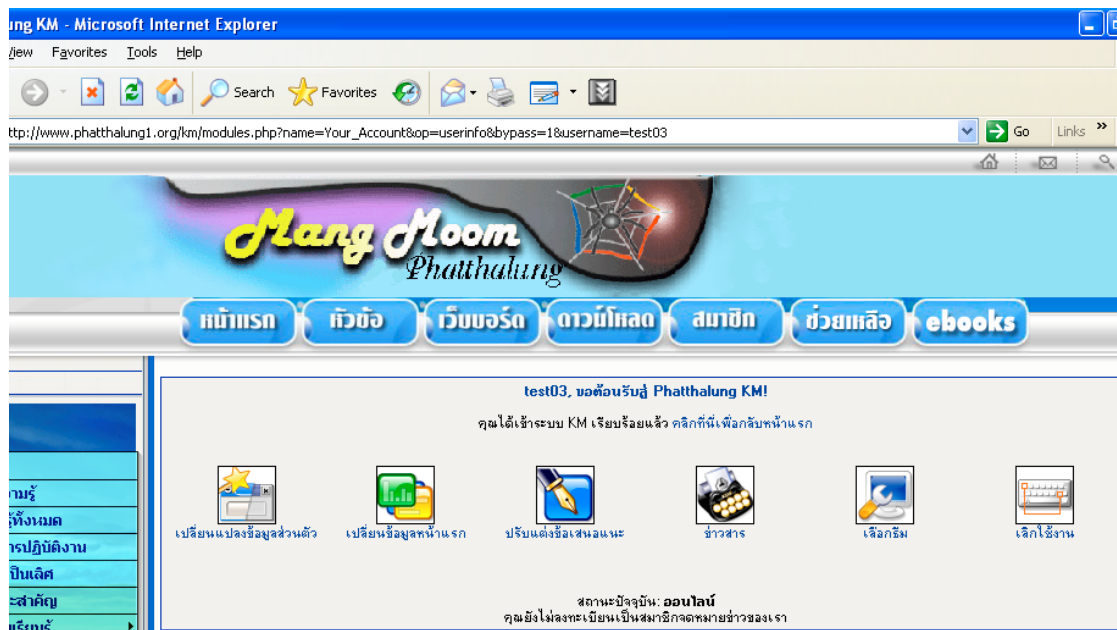 ung KM - Microsoft Internet Explorer
View Favorites Tools Help
Search Favorites
ttp://www.phatthalung1.org/km/modules.php?name=Your_Account&op=userinfo&bypass=1&username=test03 Go Links »
Mang Moom
Phatthalung
หน้าแรก หัวข้อ เว็บบอร์ด ดาวน์โหลด สมาชิก ช่วยเหลือ ebooks
test03, ขอต้อนรับสู่ Phatthalung KM!
คุณได้เข้าระบบ KM เรียบร้อยแล้ว คลิกที่นี่เพื่อกลับหน้าแรก
ามรู้
รู้ทั้งหมด
ารปฏิบัติงาน
ป็นเลิศ
ะสำคัญ
เรียนรู้
เปลี่ยนแปลงข้อมูลส่วนตัว เปลี่ยนข้อมูลหน้าแรก ปรับแต่งข้อเสนอแนะ ข่าวสาร เลือกธีม เลิกใช้งาน
สถานะปัจจุบัน: ออนไลน์
คุณยังไม่ลงทะเบียนเป็นสมาชิกจดหมายข่าวของเรา